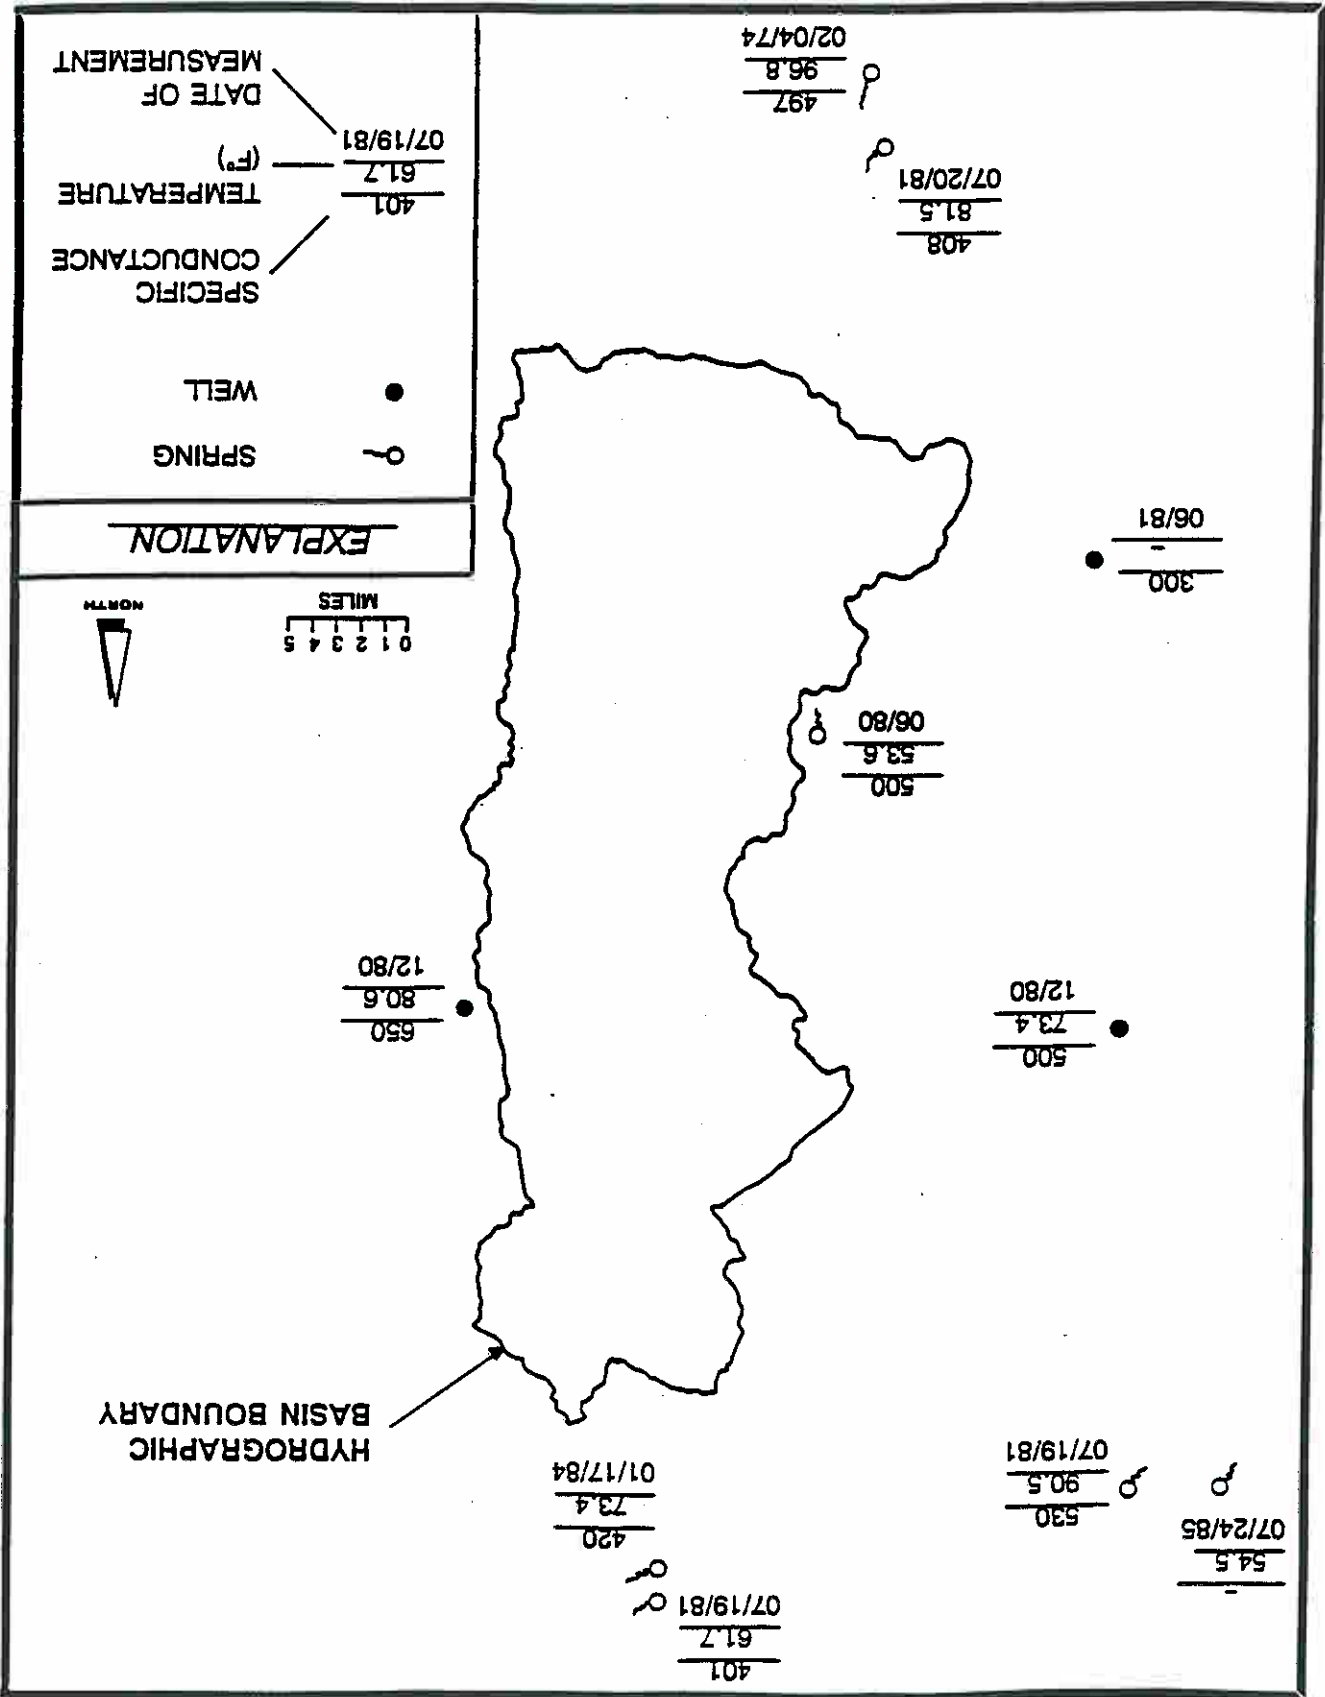 401
61.7
07/19/81
-
54.5
07/24/85
530
90.5
07/19/81
420
73.4
01/17/84
HYDROGRAPHIC
BASIN BOUNDARY
500
73.4
12/80
650
80.6
12/80
500
53.6
06/80
300
-
06/81
0 1 2 3 4 5
MILES
NORTH
EXPLANATION
SPRING
WELL
SPECIFIC
CONDUCTANCE
401
61.7
07/19/81
TEMPERATURE
(F°)
DATE OF
MEASUREMENT
408
81.5
07/20/81
497
96.8
02/04/74